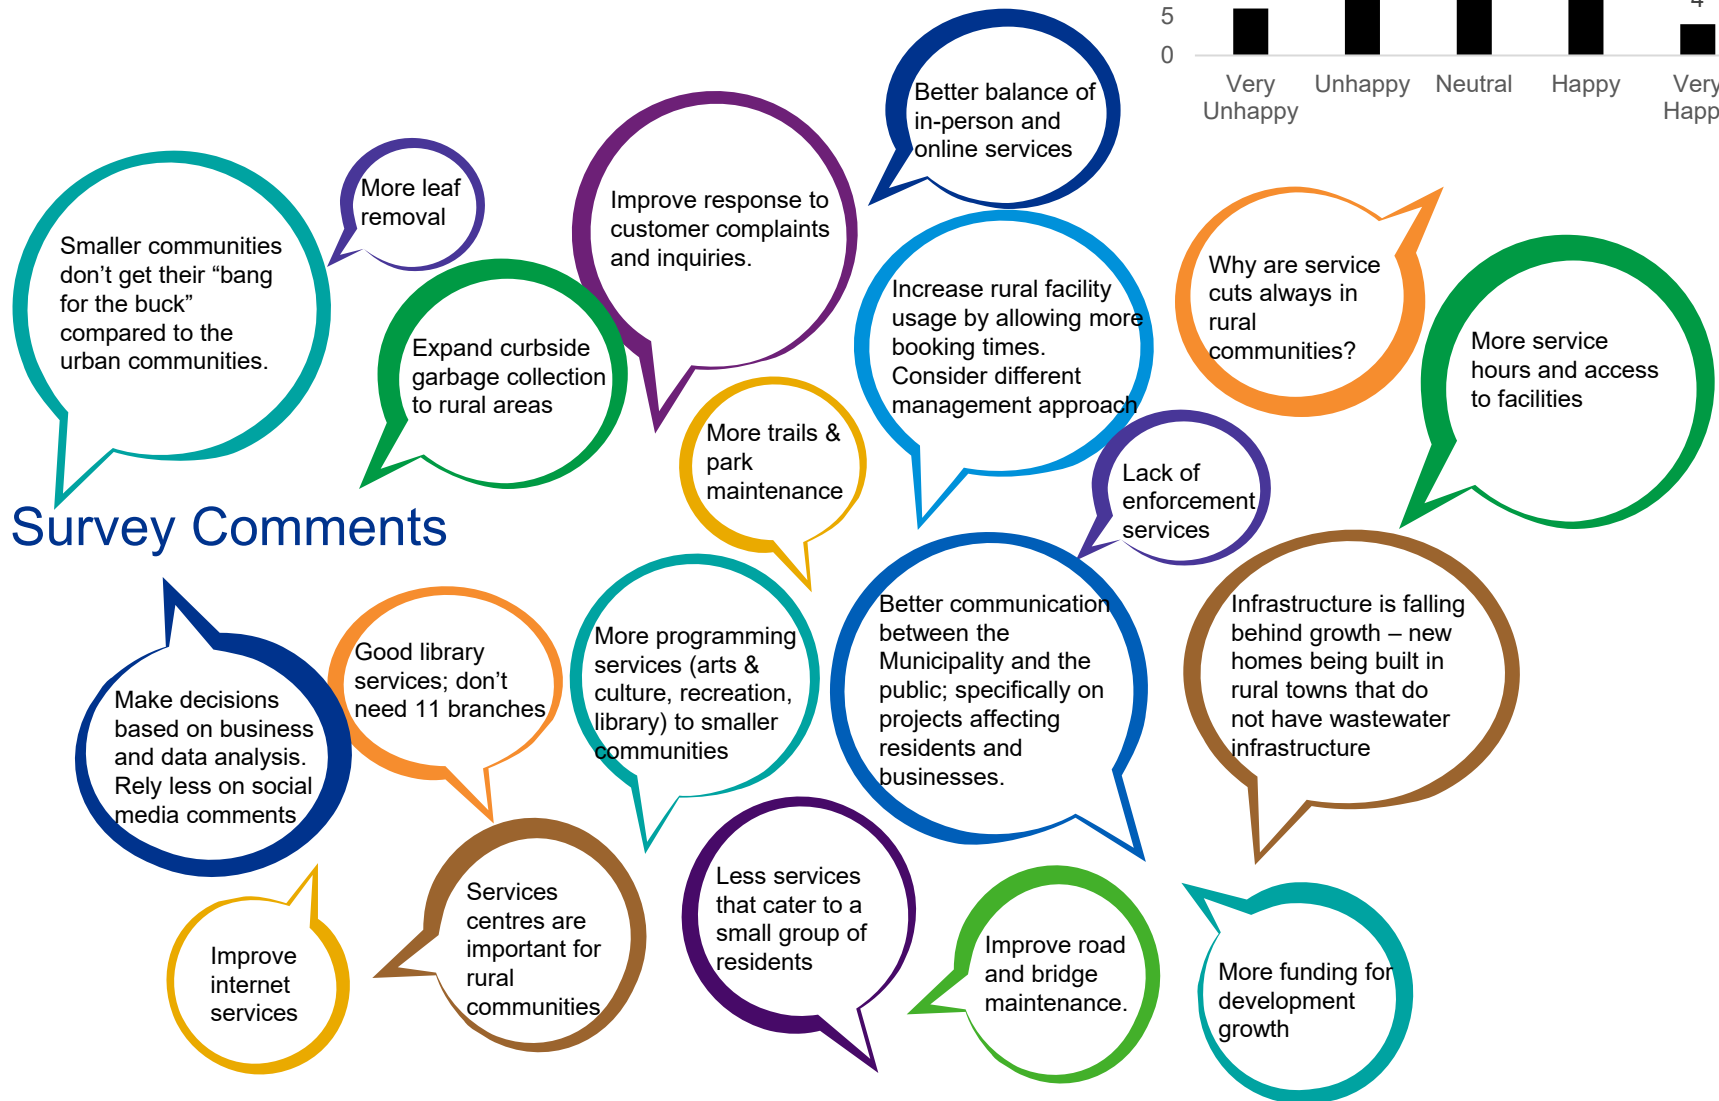 4
5
0
Very
Unhappy
Unhappy
Neutral
Happy
Very
Happ
Better balance of
in-person and
online services
More leaf
removal
Improve response to
customer complaints
and inquiries.
Smaller communities
don’t get their “bang
for the buck”
compared to the
urban communities.
Expand curbside
garbage collection
to rural areas
Increase rural facility
usage by allowing more
booking times.
Consider different
management approach
Why are service
cuts always in
rural
communities?
More service
hours and access
to facilities
More trails &
park
maintenance
Lack of
enforcement
services
Survey Comments
Make decisions
based on business
and data analysis.
Rely less on social
media comments
Good library
services; don’t
need 11 branches
More programming
services (arts &
culture, recreation,
library) to smaller
communities
Better communication
between the
Municipality and the
public; specifically on
projects affecting
residents and
businesses.
Infrastructure is falling
behind growth – new
homes being built in
rural towns that do
not have wastewater
infrastructure
Improve
internet
services
Services
centres are
important for
rural
communities
Less services
that cater to a
small group of
residents
Improve road
and bridge
maintenance.
More funding for
development
growth